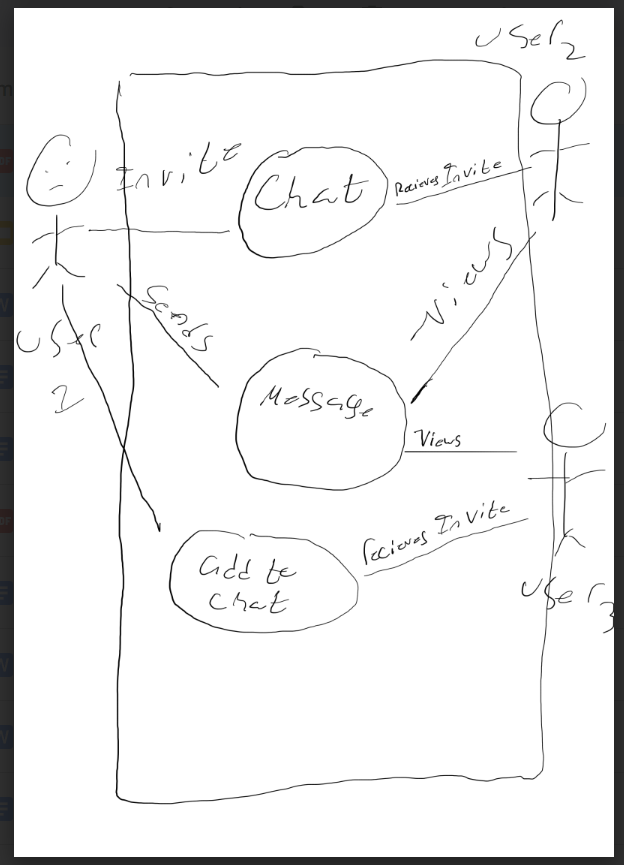 User2
Invite
Chat
Recieves Invite
User
1
Sends
Views
Message
Views
add to
chat
recieves Invite
user3